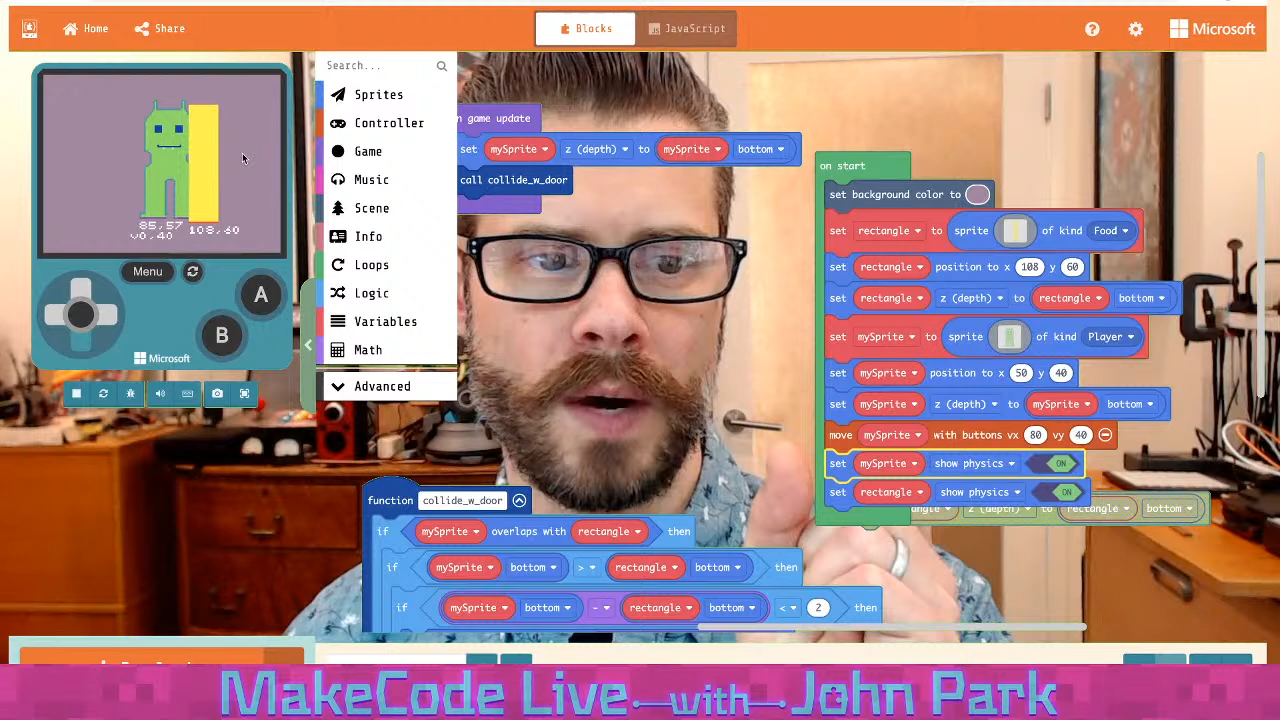 Home
Share
Blocks
JavaScript
Microsoft
Search...
Sprites
Controller
Game
Music
Scene
Info
Loops
Logic
Variables
Math
Advanced
85,57
108,40
v0,40
Menu
A
B
Microsoft
n game update
set mySprite z (depth) to mySprite bottom
call collide_w_door
on start
set background color to
set rectangle to sprite of kind Food
set rectangle position to x 108 y 60
set rectangle z (depth) to rectangle bottom
set mySprite to sprite of kind Player
set mySprite position to x 50 y 40
set mySprite z (depth) to mySprite bottom
move mySprite with buttons vx 80 vy 40
set mySprite show physics ON
set rectangle show physics ON
angle z (depth) to rectangle bottom
function collide_w_door
if mySprite overlaps with rectangle then
if mySprite bottom > rectangle bottom then
if mySprite bottom - rectangle bottom < 2 then
MakeCode Live with John Park